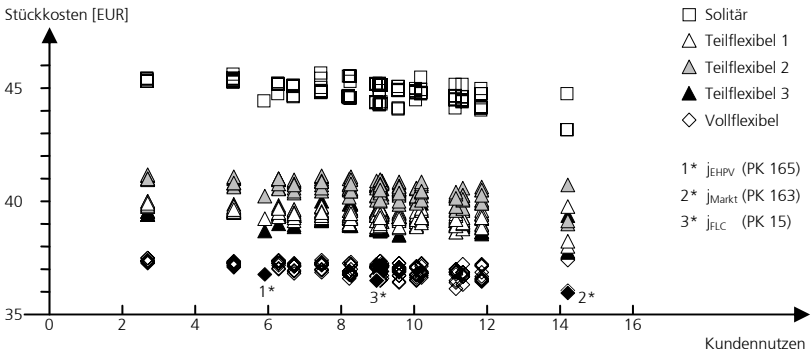 Stückkosten [EUR]
Solitär
Teilflexibel 1
Teilflexibel 2
Teilflexibel 3
Vollflexibel
1* jEHPV (PK 165)
2* jMarkt (PK 163)
3* jFLC (PK 15)
45
40
35
1*
3*
2*
0 2 4 6 8 10 12 14 16
Kundennutzen